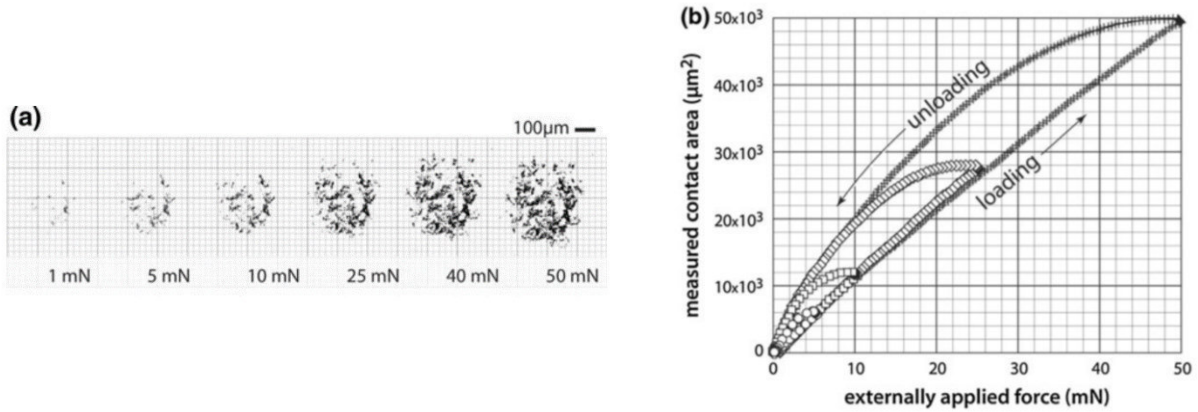 (a)
100µm
1 mN 5 mN 10 mN 25 mN 40 mN 50 mN
(b)
measured contact area (µm²)
50x10³
40x10³
30x10³
20x10³
10x10³
0
unloading
loading
0 10 20 30 40 50
externally applied force (mN)